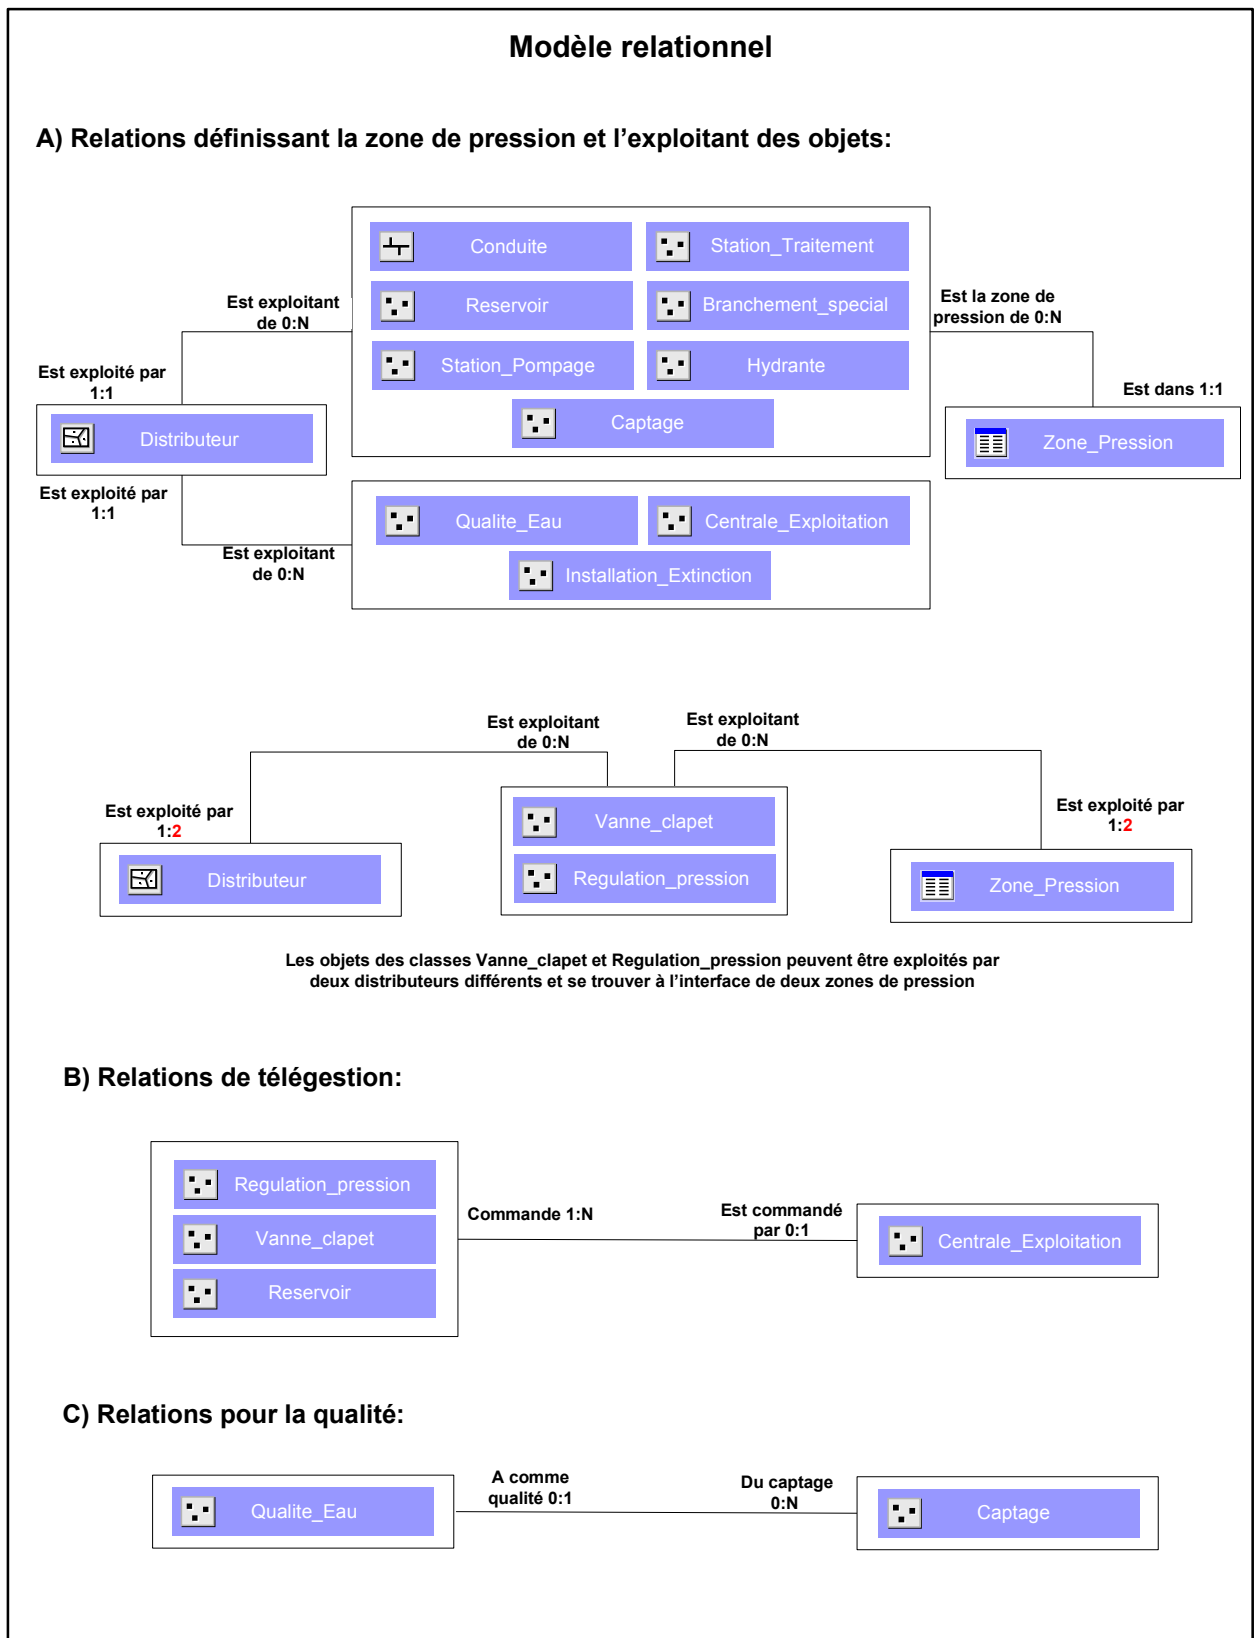 Modèle relationnel
A) Relations définissant la zone de pression et l'exploitant des objets:
Conduite
Station_Traitement
Est exploitant
de 0:N
Reservoir
Branchement_special
Est la zone de
pression de 0:N
Station_Pompage
Hydrante
Est exploité par
1:1
Est dans 1:1
Captage
Distributeur
Zone_Pression
Est exploité par
1:1
Qualite_Eau
Centrale_Exploitation
Est exploitant
de 0:N
Installation_Extinction
Est exploitant
de 0:N
Est exploitant
de 0:N
Est exploité par
1:2
Vanne_clapet
Est exploité par
1:2
Distributeur
Regulation_pression
Zone_Pression
Les objets des classes Vanne_clapet et Regulation_pression peuvent être exploités par
deux distributeurs différents et se trouver à l'interface de deux zones de pression
B) Relations de télégestion:
Regulation_pression
Vanne_clapet
Reservoir
Commande 1:N
Est commandé
par 0:1
Centrale_Exploitation
C) Relations pour la qualité:
Qualite_Eau
A comme
qualité 0:1
Du captage
0:N
Captage